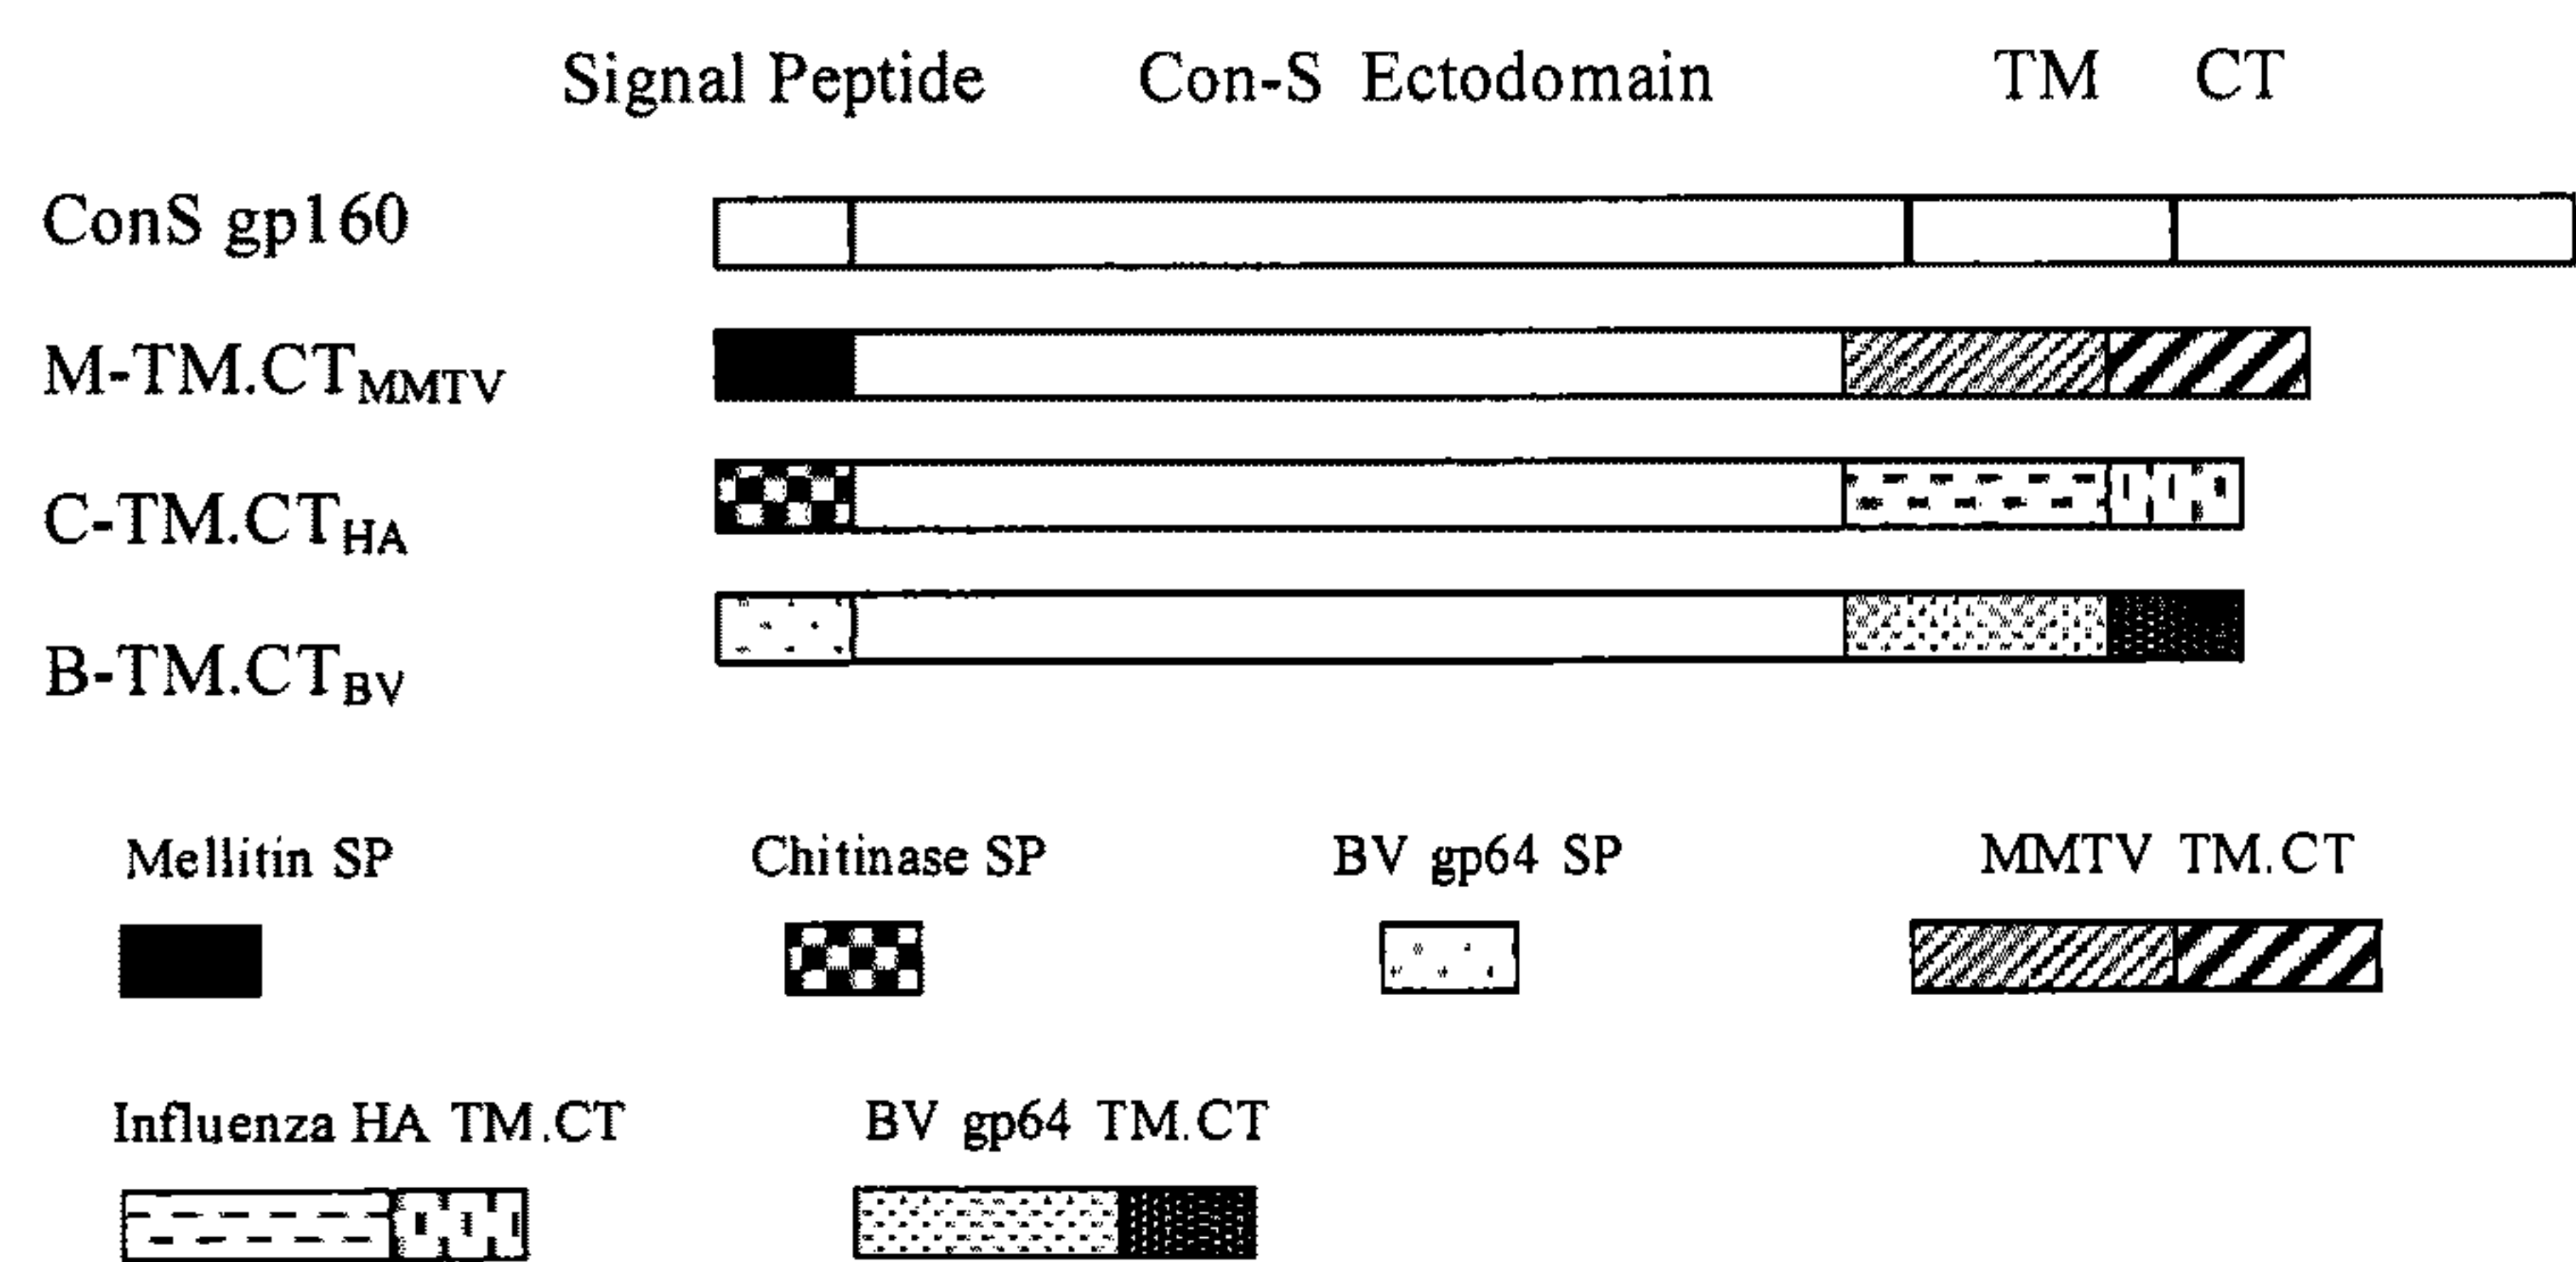 Signal Peptide Con-S Ectodomain TM CT
ConS gp160
M-TM.CTMMTV
C-TM.CTHA
B-TM.CTBV
Mellitin SP Chitinase SP BV gp64 SP MMTV TM.CT
Influenza HA TM.CT BV gp64 TM.CT